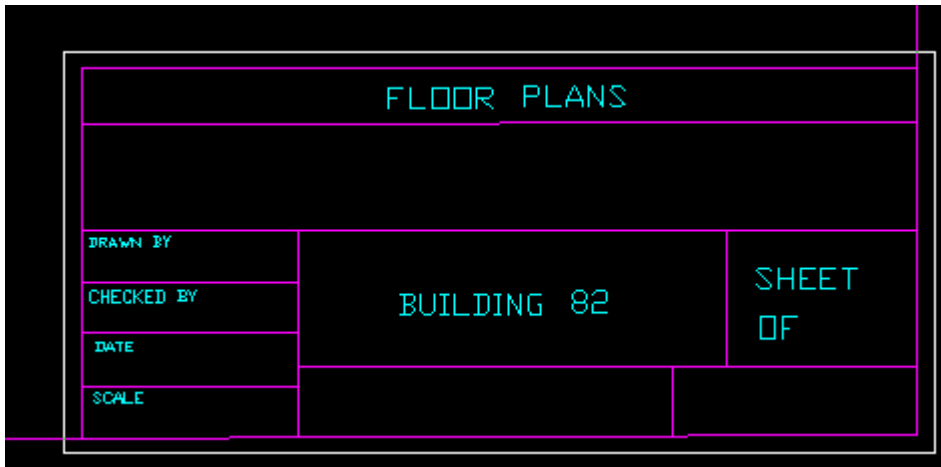 FLOOR PLANS
DRAWN BY
CHECKED BY
DATE
SCALE
BUILDING 82
SHEET
OF